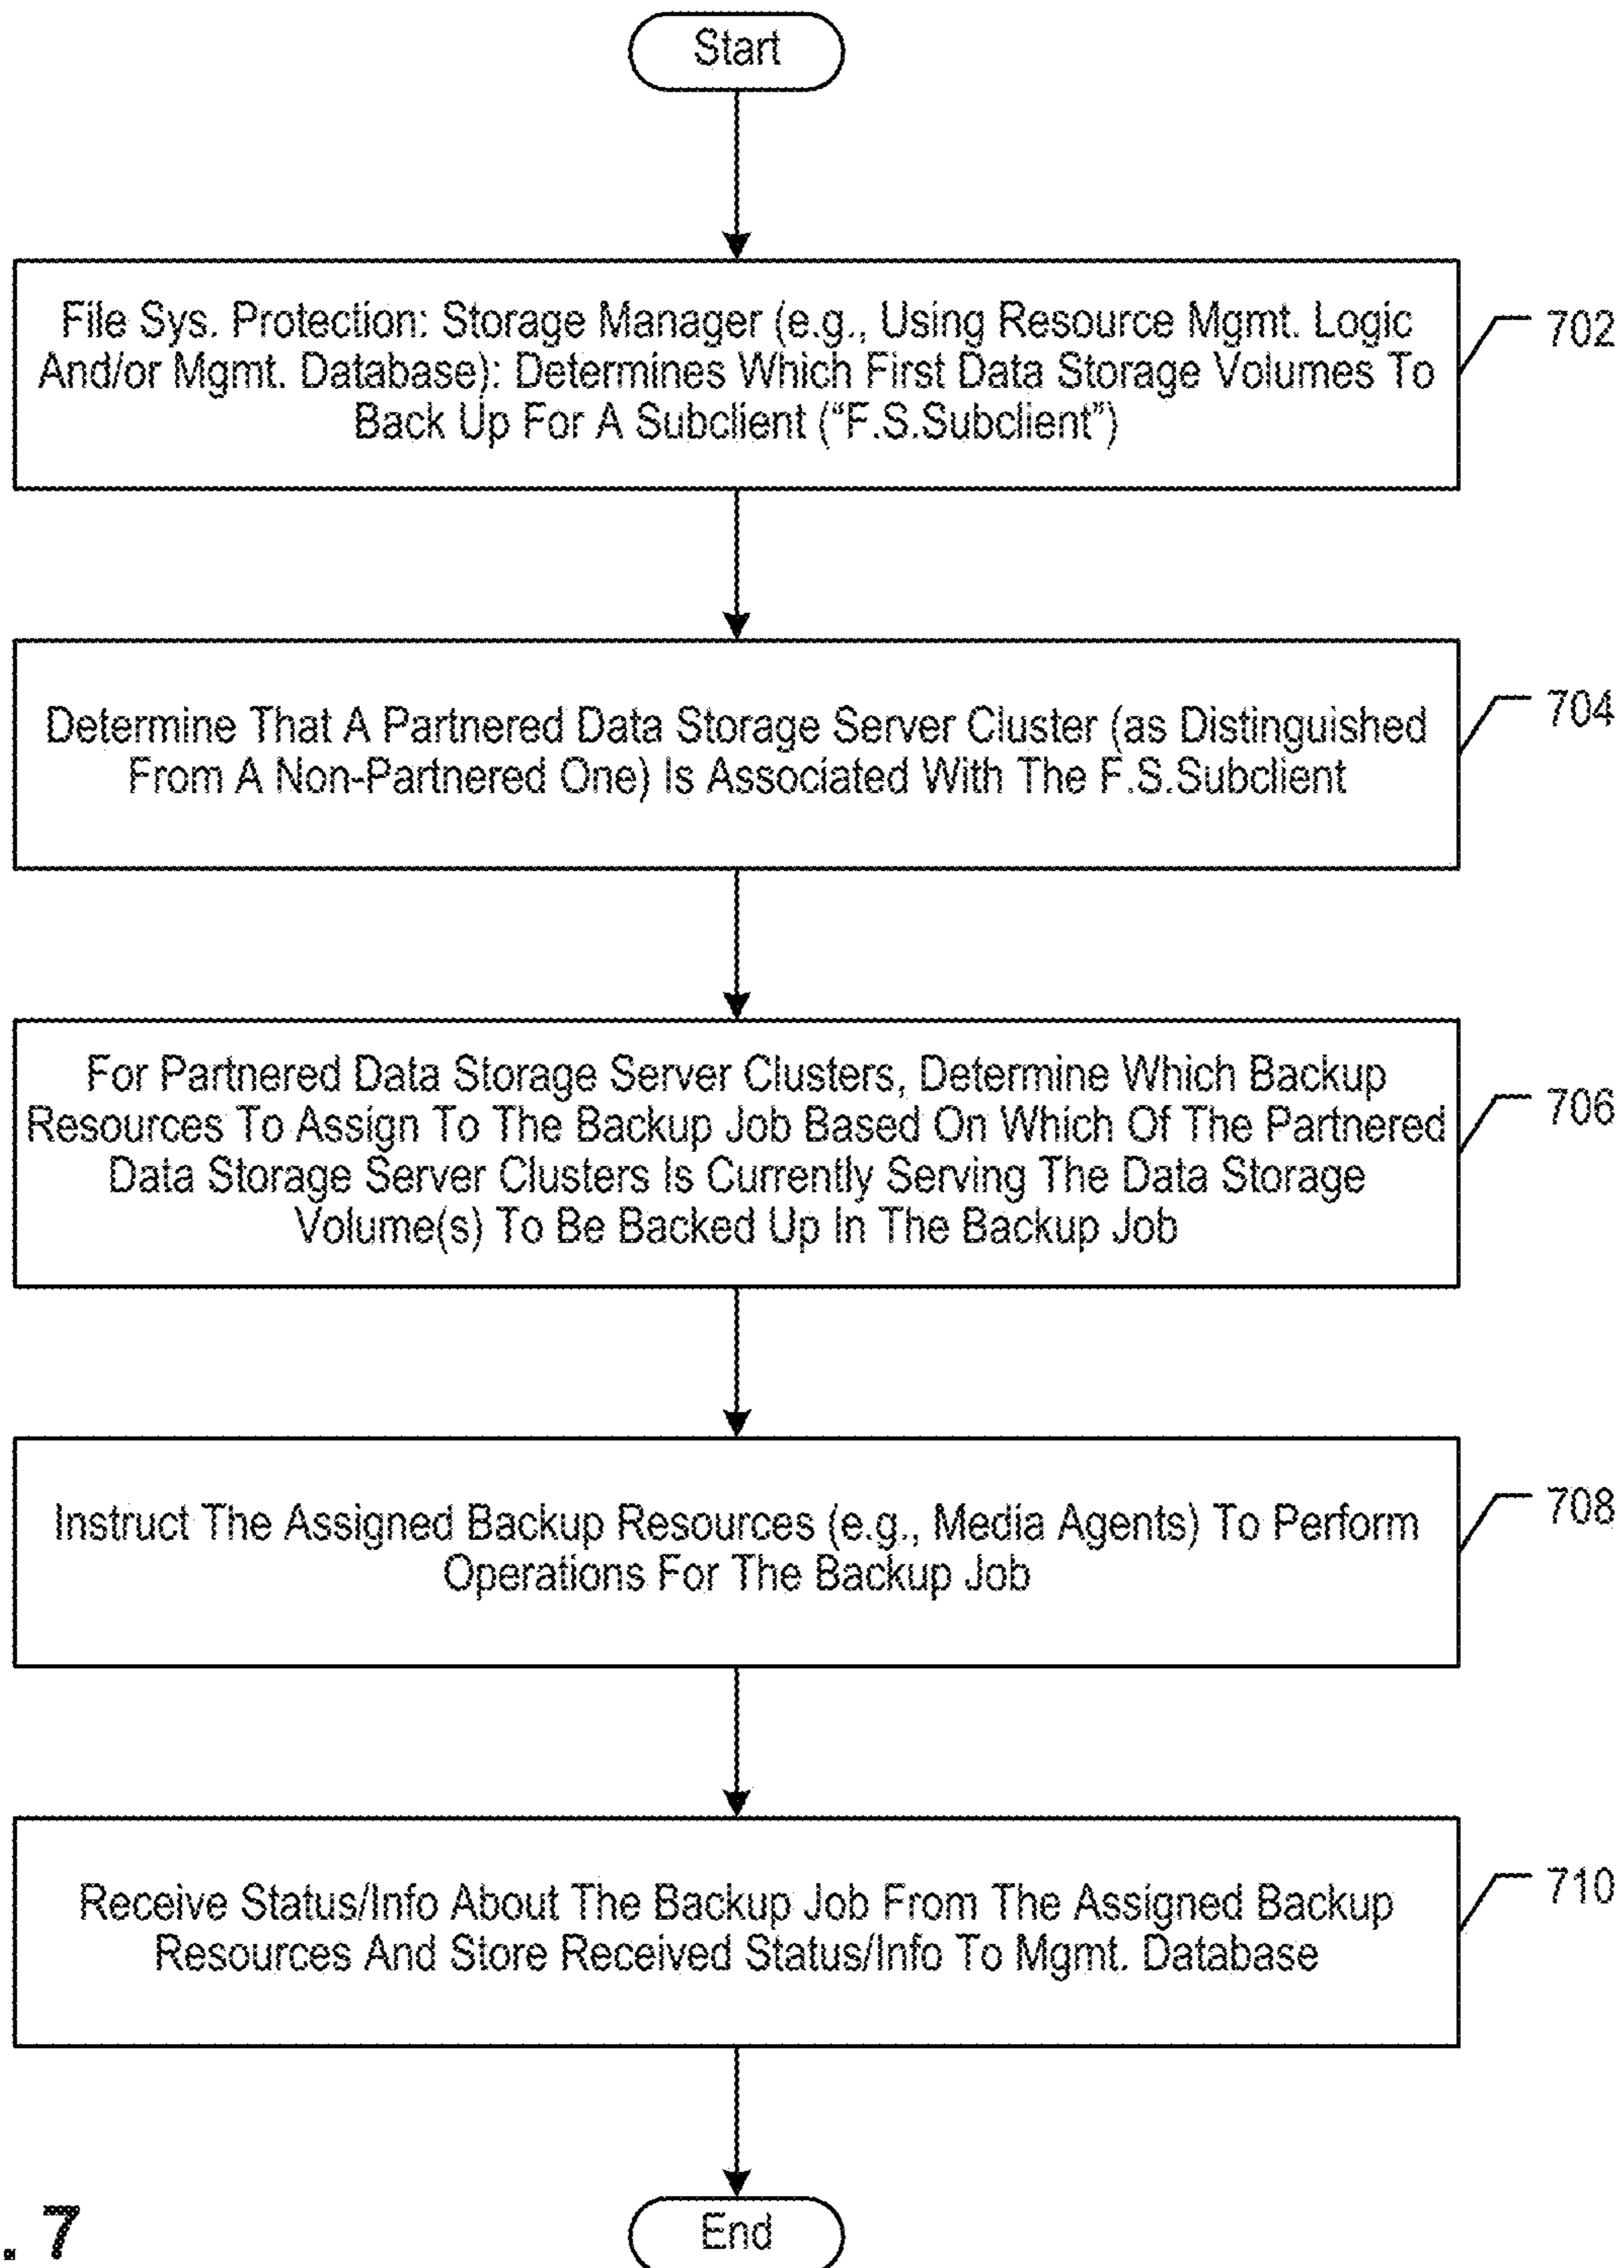 Start
File Sys. Protection: Storage Manager (e.g., Using Resource Mgmt. Logic
And/or Mgmt. Database): Determines Which First Data Storage Volumes To
Back Up For A Subclient (“F.S.Subclient”)
702
Determine That A Partnered Data Storage Server Cluster (as Distinguished
From A Non-Partnered One) Is Associated With The F.S.Subclient
704
For Partnered Data Storage Server Clusters, Determine Which Backup
Resources To Assign To The Backup Job Based On Which Of The Partnered
Data Storage Server Clusters Is Currently Serving The Data Storage
Volume(s) To Be Backed Up In The Backup Job
706
Instruct The Assigned Backup Resources (e.g., Media Agents) To Perform
Operations For The Backup Job
708
Receive Status/Info About The Backup Job From The Assigned Backup
Resources And Store Received Status/Info To Mgmt. Database
710
End
. 7